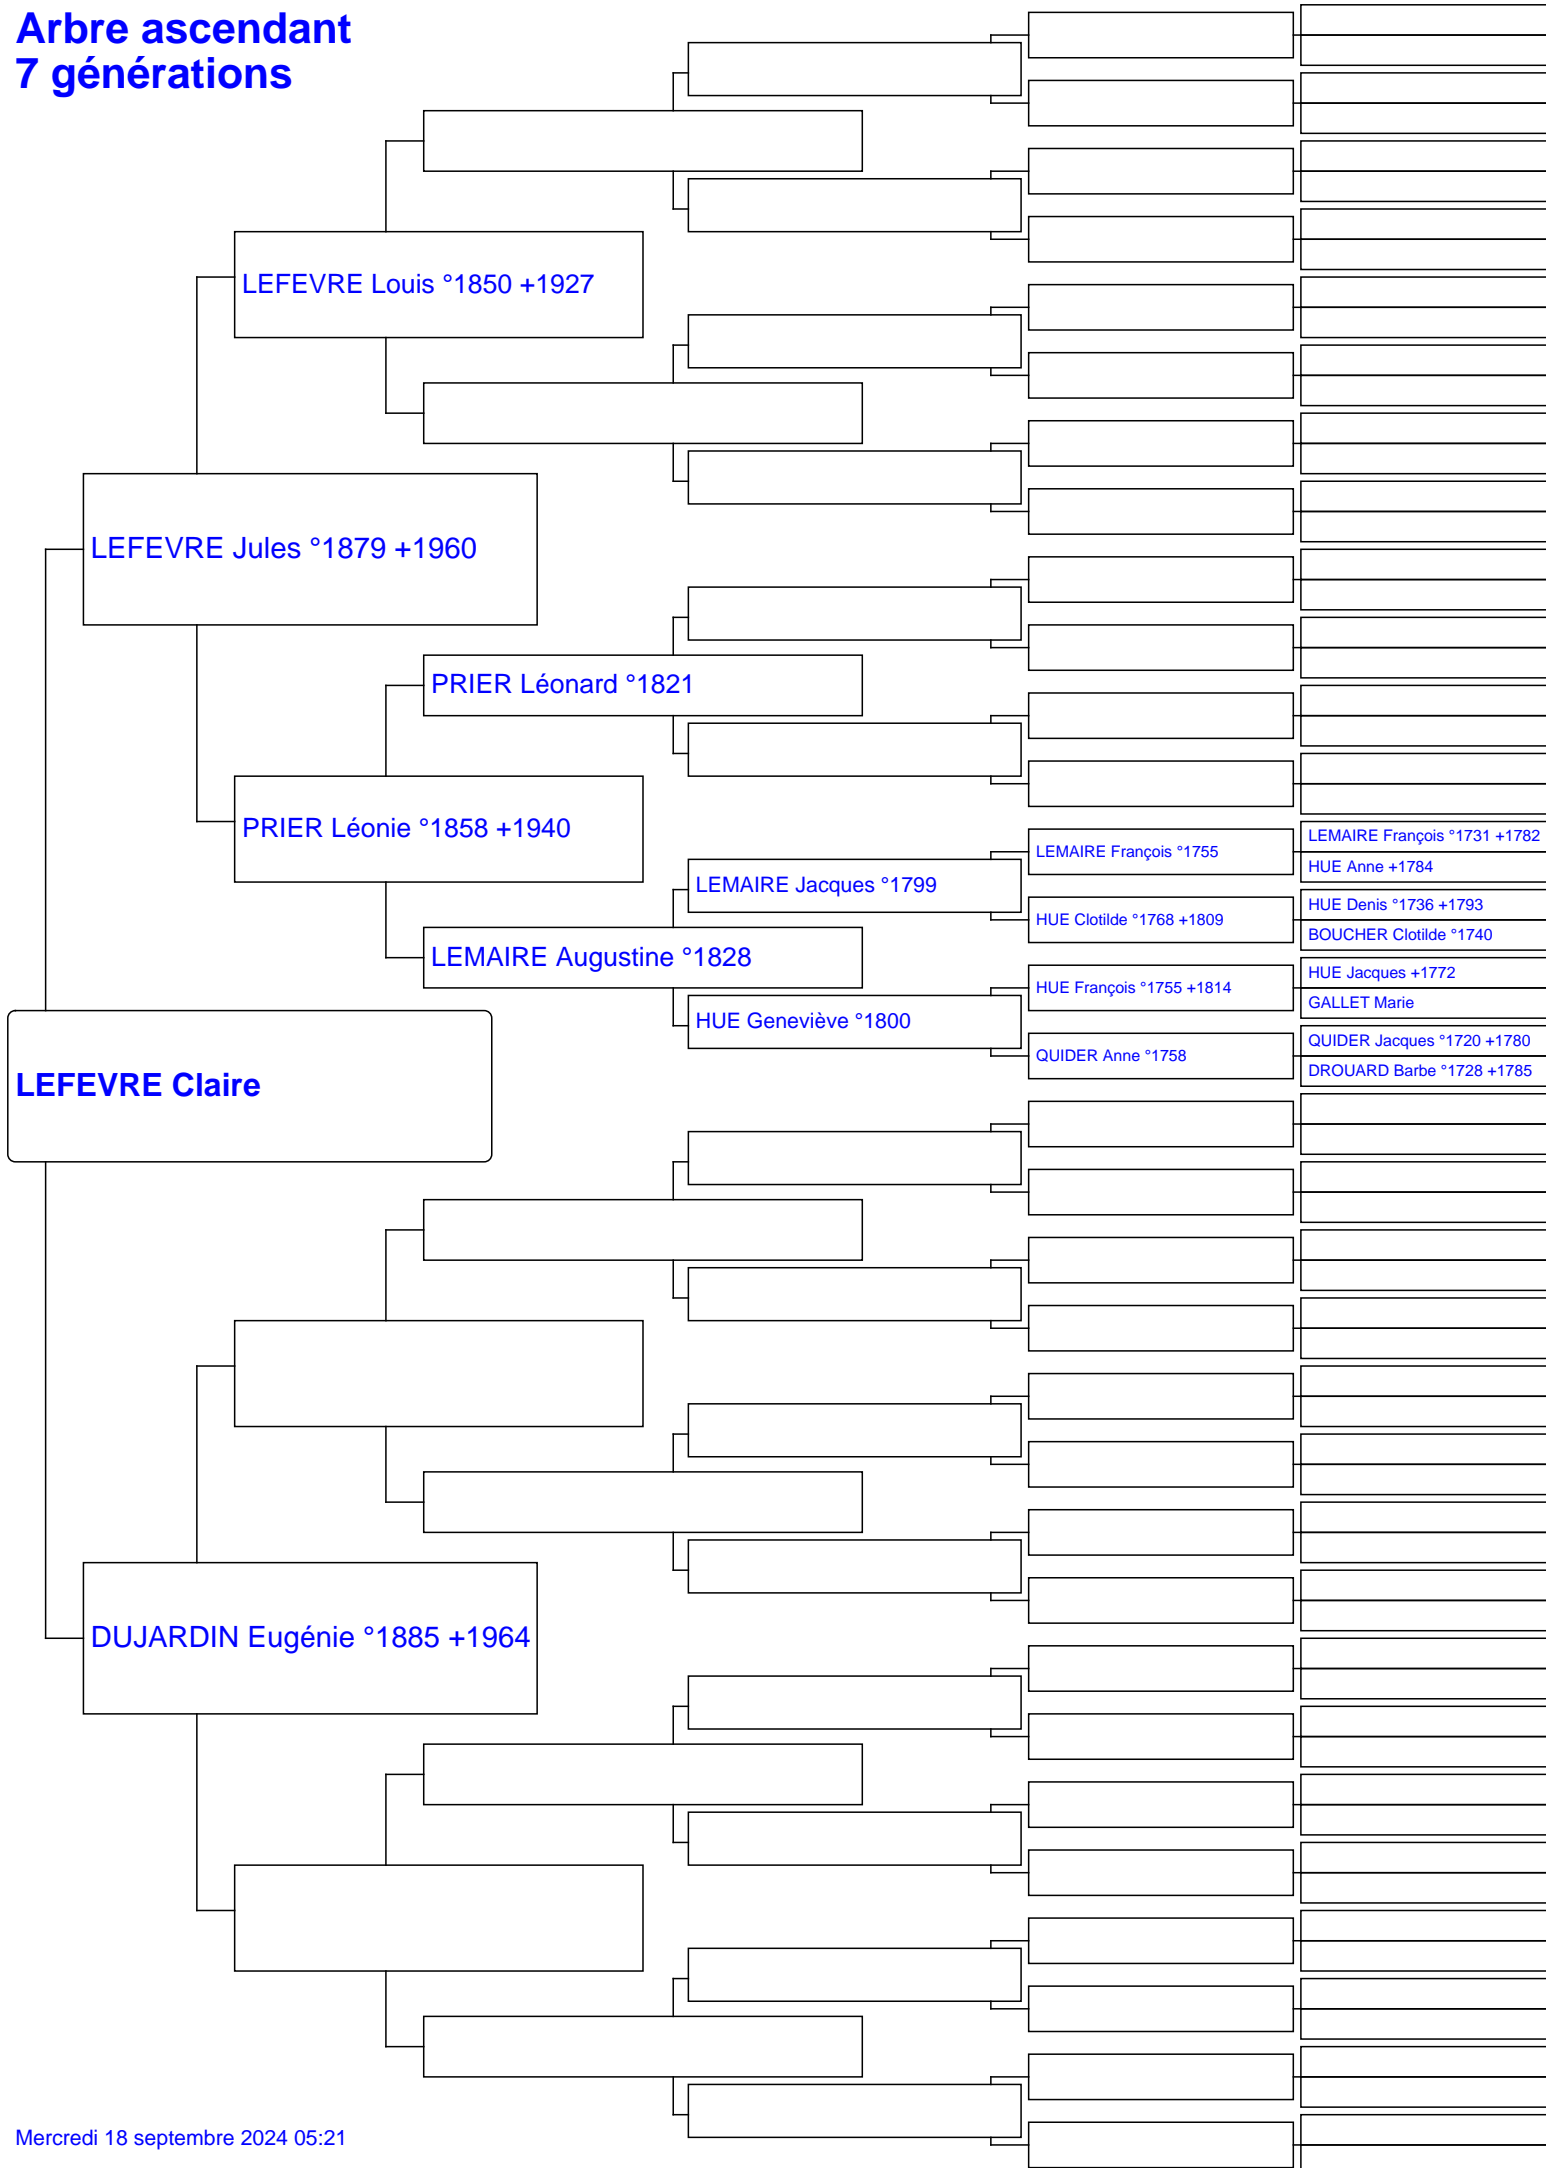 Arbre ascendant
7 générations
LEFEVRE Louis °1850 +1927
LEFEVRE Jules °1879 +1960
PRIER Léonard °1821
PRIER Léonie °1858 +1940
LEMAIRE François °1731 +1782
LEMAIRE François °1755
HUE Anne +1784
LEMAIRE Jacques °1799
HUE Denis °1736 +1793
HUE Clotilde °1768 +1809
BOUCHER Clotilde °1740
LEMAIRE Augustine °1828
HUE Jacques +1772
HUE François °1755 +1814
GALLET Marie
HUE Geneviève °1800
QUIDER Jacques °1720 +1780
QUIDER Anne °1758
DROUARD Barbe °1728 +1785
LEFEVRE Claire
DUJARDIN Eugénie °1885 +1964
Mercredi 18 septembre 2024 05:21